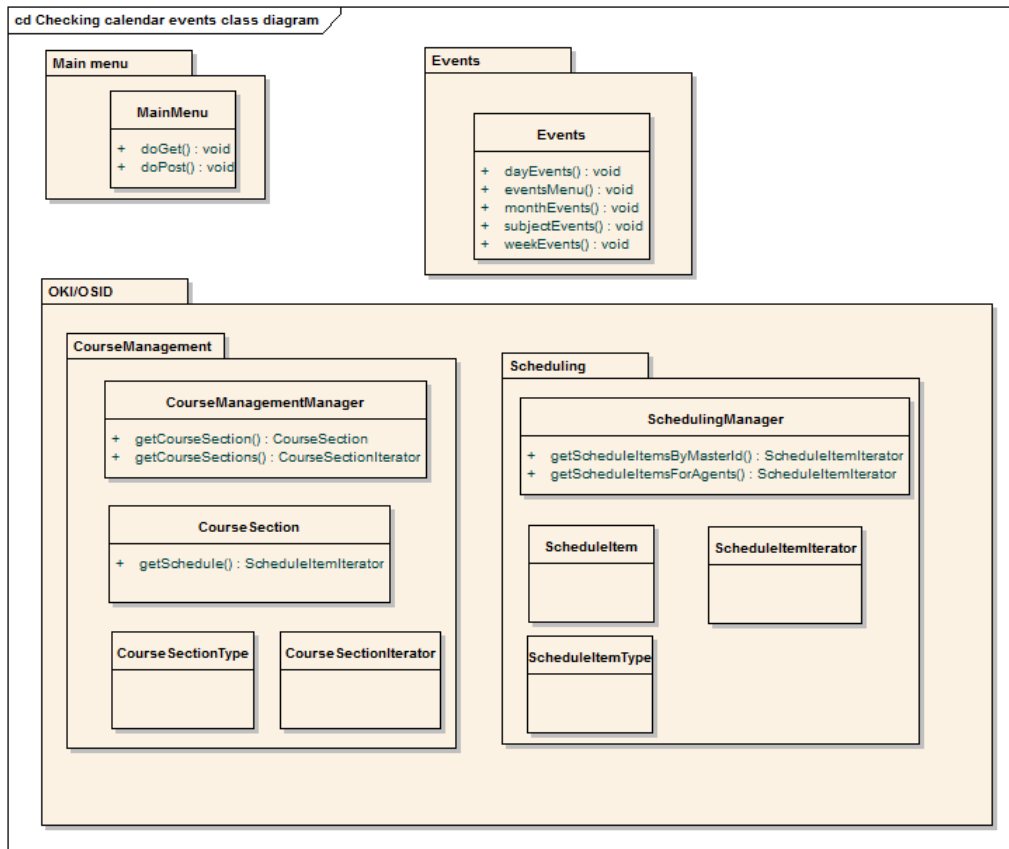 cd Checking calendar events class diagram
Main menu
MainMenu
+ doGet() : void
+ doPost() : void
Events
Events
+ dayEvents() : void
+ eventsMenu() : void
+ monthEvents() : void
+ subjectEvents() : void
+ weekEvents() : void
OKI/OSID
CourseManagement
CourseManagementManager
+ getCourseSection() : CourseSection
+ getCourseSections() : CourseSectionIterator
CourseSection
+ getSchedule() : ScheduleItemIterator
CourseSectionType
CourseSectionIterator
Scheduling
SchedulingManager
+ getScheduleItemsByMasterId() : ScheduleItemIterator
+ getScheduleItemsForAgents() : ScheduleItemIterator
ScheduleItem
ScheduleItemIterator
ScheduleItemType